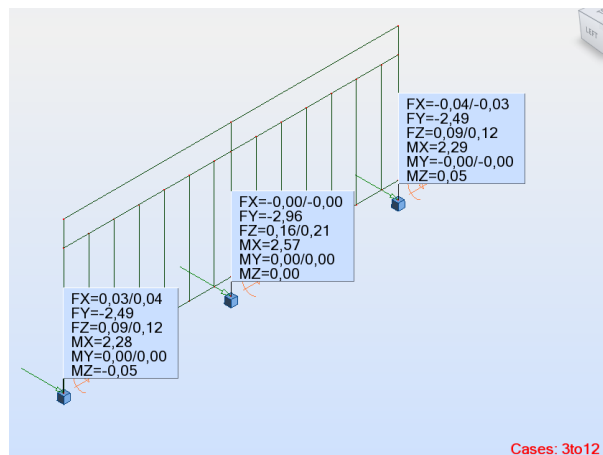 LEFT
FX=-0,04/-0,03
FY=-2,49
FZ=0,09/0,12
MX=2,29
MY=-0,00/-0,00
MZ=0,05
FX=-0,00/-0,00
FY=-2,96
FZ=0,16/0,21
MX=2,57
MY=0,00/0,00
MZ=0,00
FX=0,03/0,04
FY=-2,49
FZ=0,09/0,12
MX=2,28
MY=0,00/0,00
MZ=-0,05
Cases: 3to12